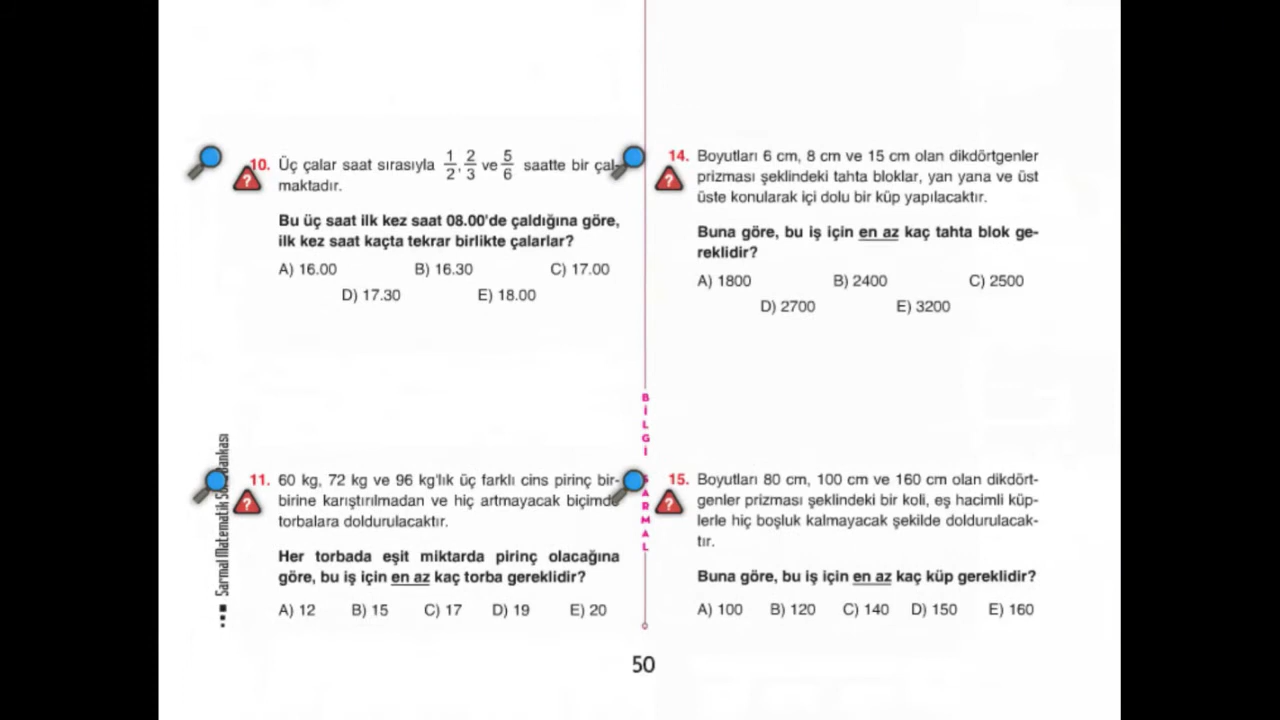 10. Üç çalar saat sırasıyla 1/2, 2/3 ve 5/6 saatte bir çal-
maktadır.
Bu üç saat ilk kez saat 08.00'de çaldığına göre,
ilk kez saat kaçta tekrar birlikte çalarlar?
A) 16.00 B) 16.30 C) 17.00
D) 17.30 E) 18.00
11. 60 kg, 72 kg ve 96 kg'lık üç farklı cins pirinç bir-
birine karıştırılmadan ve hiç artmayacak biçimde
torbalara doldurulacaktır.
Her torbada eşit miktarda pirinç olacağına
göre, bu iş için en az kaç torba gereklidir?
A) 12 B) 15 C) 17 D) 19 E) 20
Sarmal Matematik Soru Bankası
BİLGİ SARMAL
14. Boyutları 6 cm, 8 cm ve 15 cm olan dikdörtgenler
prizması şeklindeki tahta bloklar, yan yana ve üst
üste konularak içi dolu bir küp yapılacaktır.
Buna göre, bu iş için en az kaç tahta blok ge-
reklidir?
A) 1800 B) 2400 C) 2500
D) 2700 E) 3200
15. Boyutları 80 cm, 100 cm ve 160 cm olan dikdört-
genler prizması şeklindeki bir koli, eş hacimli küp-
lerle hiç boşluk kalmayacak şekilde doldurulacak-
tır.
Buna göre, bu iş için en az kaç küp gereklidir?
A) 100 B) 120 C) 140 D) 150 E) 160
50